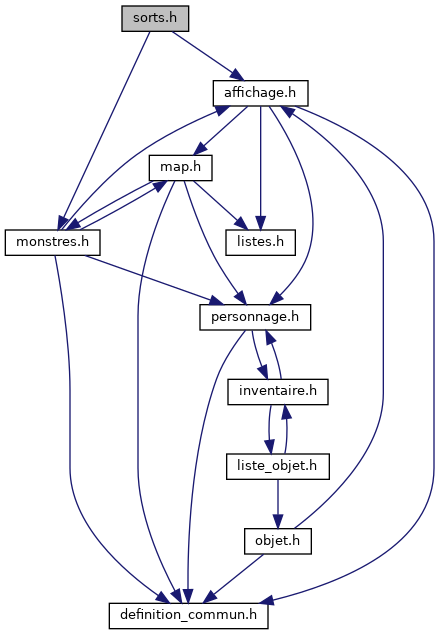 sorts.h
affichage.h
map.h
monstres.h
listes.h
personnage.h
inventaire.h
liste_objet.h
objet.h
definition_commun.h